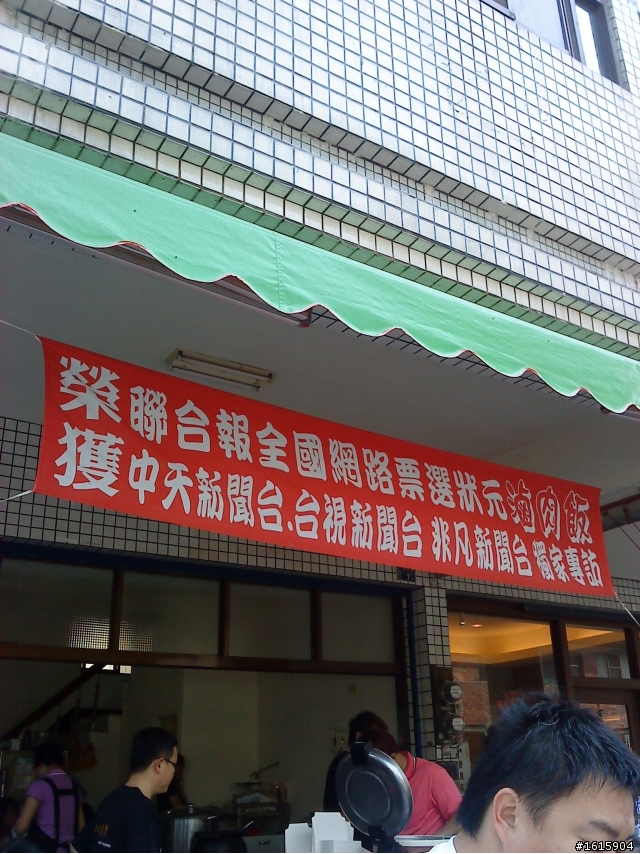 榮獲
聯合報全國網路票選狀元滷肉飯
中天新聞台、台視新聞台 非凡新聞台獨家專訪
#1615904